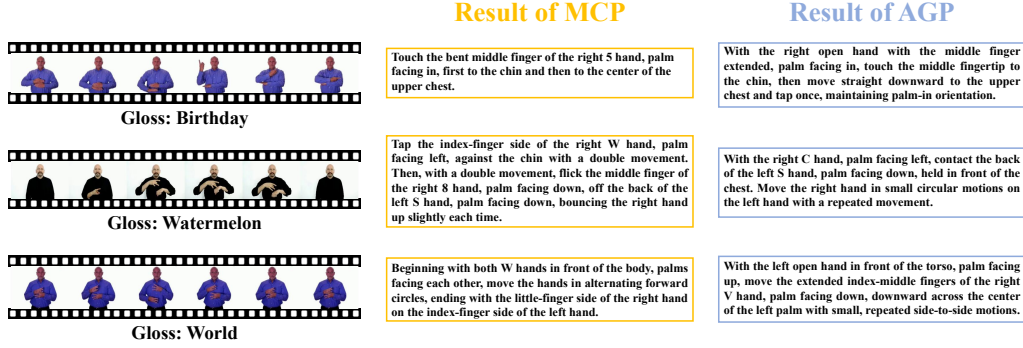 Result of MCP
Result of AGP
Touch the bent middle finger of the right 5 hand, palm
facing in, first to the chin and then to the center of the
upper chest.
With the right open hand with the middle finger
extended, palm facing in, touch the middle fingertip to
the chin, then move straight downward to the upper
chest and tap once, maintaining palm-in orientation.
Gloss: Birthday
Tap the index-finger side of the right W hand, palm
facing left, against the chin with a double movement.
Then, with a double movement, flick the middle finger of
the right 8 hand, palm facing down, off the back of the
left S hand, palm facing down, bouncing the right hand
up slightly each time.
With the right C hand, palm facing left, contact the back
of the left S hand, palm facing down, held in front of the
chest. Move the right hand in small circular motions on
the left hand with a repeated movement.
Gloss: Watermelon
Beginning with both W hands in front of the body, palms
facing each other, move the hands in alternating forward
circles, ending with the little-finger side of the right hand
on the index-finger side of the left hand.
With the left open hand in front of the torso, palm facing
up, move the extended index-middle fingers of the right
V hand, palm facing down, downward across the center
of the left palm with small, repeated side-to-side motions.
Gloss: World